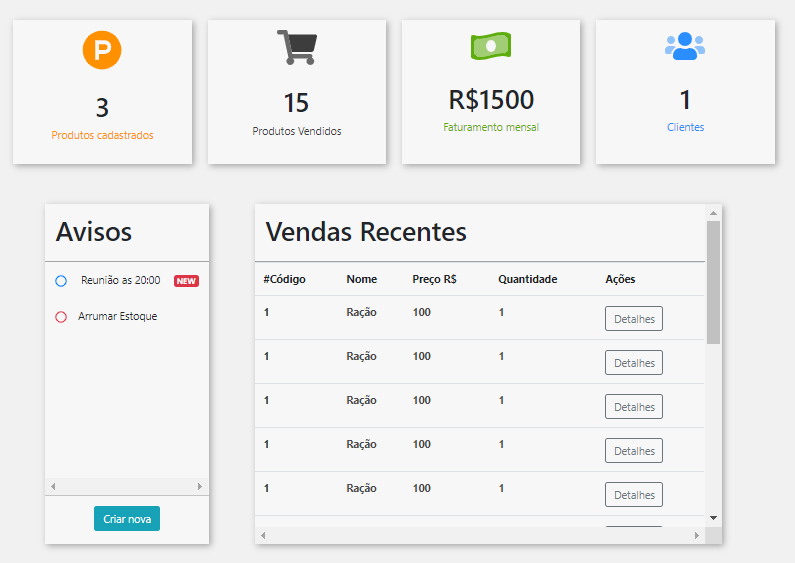 P
3
Produtos cadastrados
15
Produtos Vendidos
R$1500
Faturamento mensal
1
Clientes
Avisos
Reunião as 20:00 NEW
Arrumar Estoque
Criar nova
Vendas Recentes
#Código Nome Preço R$ Quantidade Ações
1 Ração 100 1 Detalhes
1 Ração 100 1 Detalhes
1 Ração 100 1 Detalhes
1 Ração 100 1 Detalhes
1 Ração 100 1 Detalhes